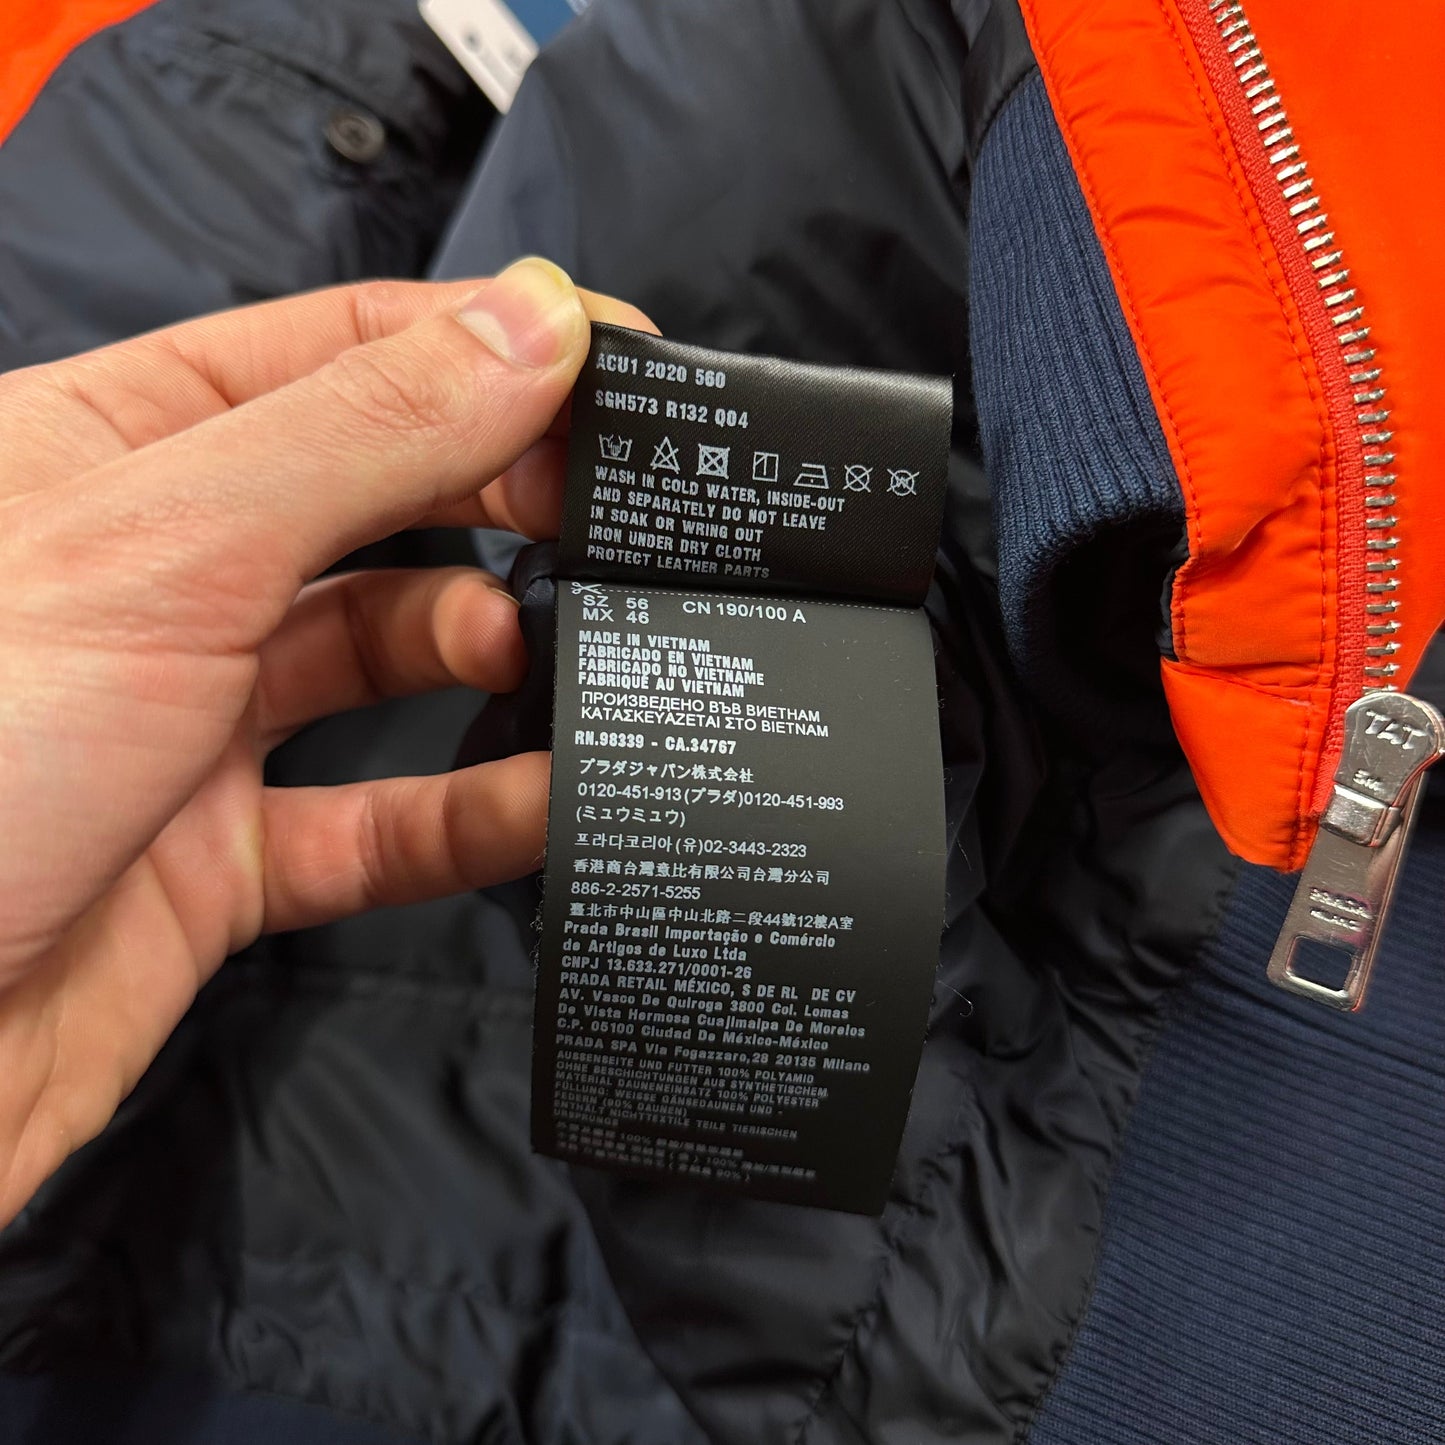 ACU1 2020 560
SGH573 R132 Q04
WASH IN COLD WATER, INSIDE-OUT
AND SEPARATELY DO NOT LEAVE
IN SOAK OR WRING OUT
IRON UNDER DRY CLOTH
PROTECT LEATHER PARTS
SZ 56 CN 190/100 A
MX 46
MADE IN VIETNAM
FABRICADO EN VIETNAM
FABRICADO NO VIETNAME
FABRIQUÉ AU VIETNAM
ПРОИЗВЕДЕНО ВЪВ ВИЕТНАМ
ΚΑΤΑΣΚΕΥΑΖΕΤΑΙ ΣΤΟ ΒΙΕΤΝΑΜ
RN.98339 - CA.34767
プラダジャパン株式会社
0120-451-913(プラダ)0120-451-993
(ミュウミュウ)
프라다코리아(유)02-3443-2323
香港商台灣意比有限公司台灣分公司
886-2-2571-5255
臺北市中山區中山北路二段44號12樓A室
Prada Brasil Importação e Comércio
de Artigos de Luxo Ltda
CNPJ 13.633.271/0001-26
PRADA RETAIL MÉXICO, S DE RL DE CV
AV. Vasco De Quiroga 3800 Col. Lomas
De Vista Hermosa Cuajimalpa De Morelos
C.P. 05100 Ciudad De México-México
PRADA SPA Via Fogazzaro,28 20135 Milano
AUSSENSEITE UND FUTTER 100% POLYAMID
OHNE BESCHICHTUNGEN AUS SYNTHETISCHEM
MATERIAL DAUNENEINSATZ 100% POLYESTER
FÜLLUNG: WEISSE GÄNSEDAUNEN UND -
FEDERN (90% DAUNEN)
ENTHÄLT NICHTTEXTILE TEILE TIERISCHEN
URSPRUNGS
100%
100%
90%)
PRADA
MILANO